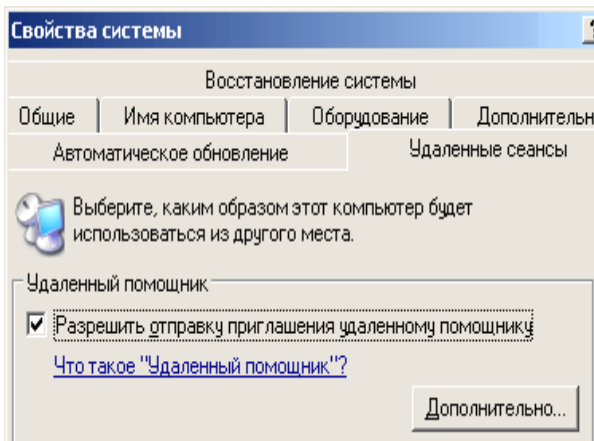 Свойства системы
?
Восстановление системы
Общие
Имя компьютера
Оборудование
Дополнительн
Автоматическое обновление
Удаленные сеансы
Выберите, каким образом этот компьютер будет
использоваться из другого места.
Удаленный помощник
Разрешить отправку приглашения удаленному помощнику
Что такое "Удаленный помощник"?
Дополнительно...